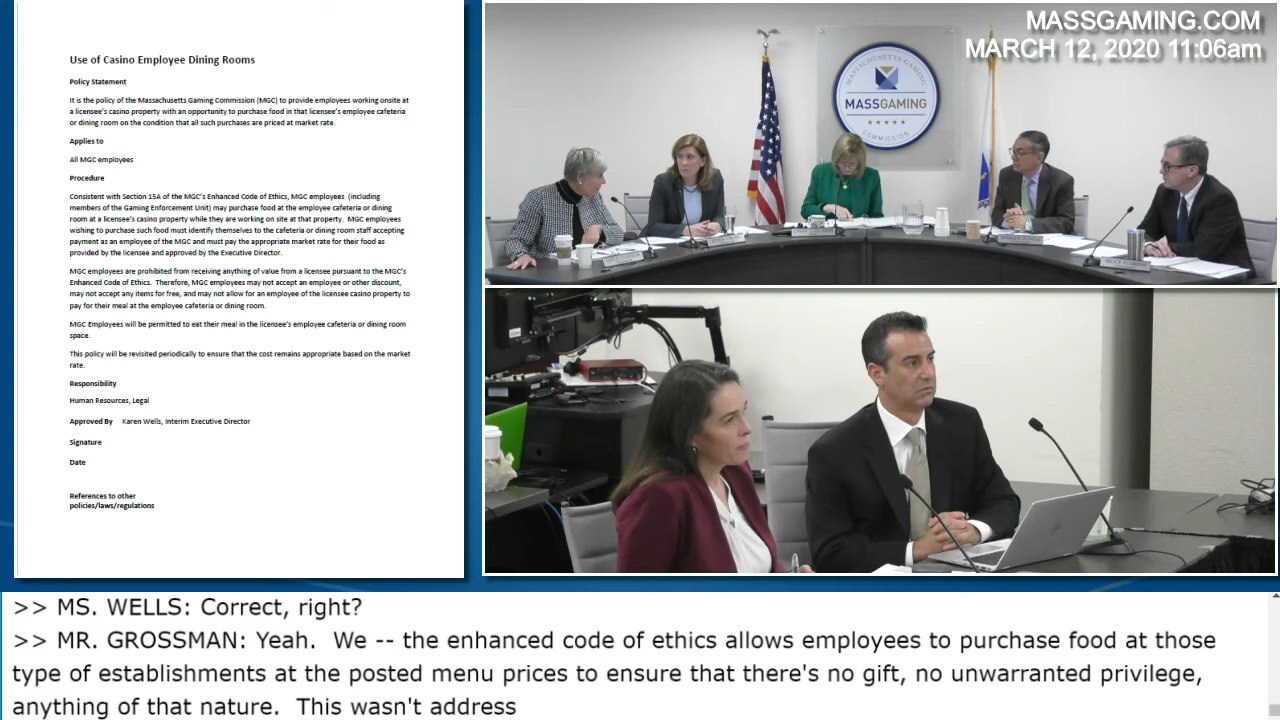 Use of Casino Employee Dining Rooms
Policy Statement
It is the policy of the Massachusetts Gaming Commission (MGC) to provide employees working onsite at
a licensee's casino property with an opportunity to purchase food in that licensee's employee cafeteria
or dining room on the condition that all such purchases are priced at market rate.
Applies to
All MGC employees
Procedure
Consistent with Section 15A of the MGC's Enhanced Code of Ethics, MGC employees (including
members of the Gaming Enforcement Unit) may purchase food at the employee cafeteria or dining
room at a licensee's casino property while they are working on site at that property. MGC employees
wishing to purchase such food must identify themselves to the cafeteria or dining room staff accepting
payment as an employee of the MGC and must pay the appropriate market rate for their food as
provided by the licensee and approved by the Executive Director.
MGC employees are prohibited from receiving anything of value from a licensee pursuant to the MGC's
Enhanced Code of Ethics. Therefore, MGC employees may not accept an employee or other discount,
may not accept any items for free, and may not allow for an employee of the licensee casino property to
pay for their meal at the employee cafeteria or dining room.
MGC Employees will be permitted to eat their meal in the licensee's employee cafeteria or dining room
space.
This policy will be revisited periodically to ensure that the cost remains appropriate based on the market
rate.
Responsibility
Human Resources, Legal
Approved By Karen Wells, Interim Executive Director
Signature
Date
References to other
policies/laws/regulations
MASSGAMING.COM
MARCH 12, 2020 11:06am
MASSACHUSETTS GAMING
MASSGAMING
COMMISSION
>> MS. WELLS: Correct, right?
>> MR. GROSSMAN: Yeah. We -- the enhanced code of ethics allows employees to purchase food at those
type of establishments at the posted menu prices to ensure that there's no gift, no unwarranted privilege,
anything of that nature. This wasn't address